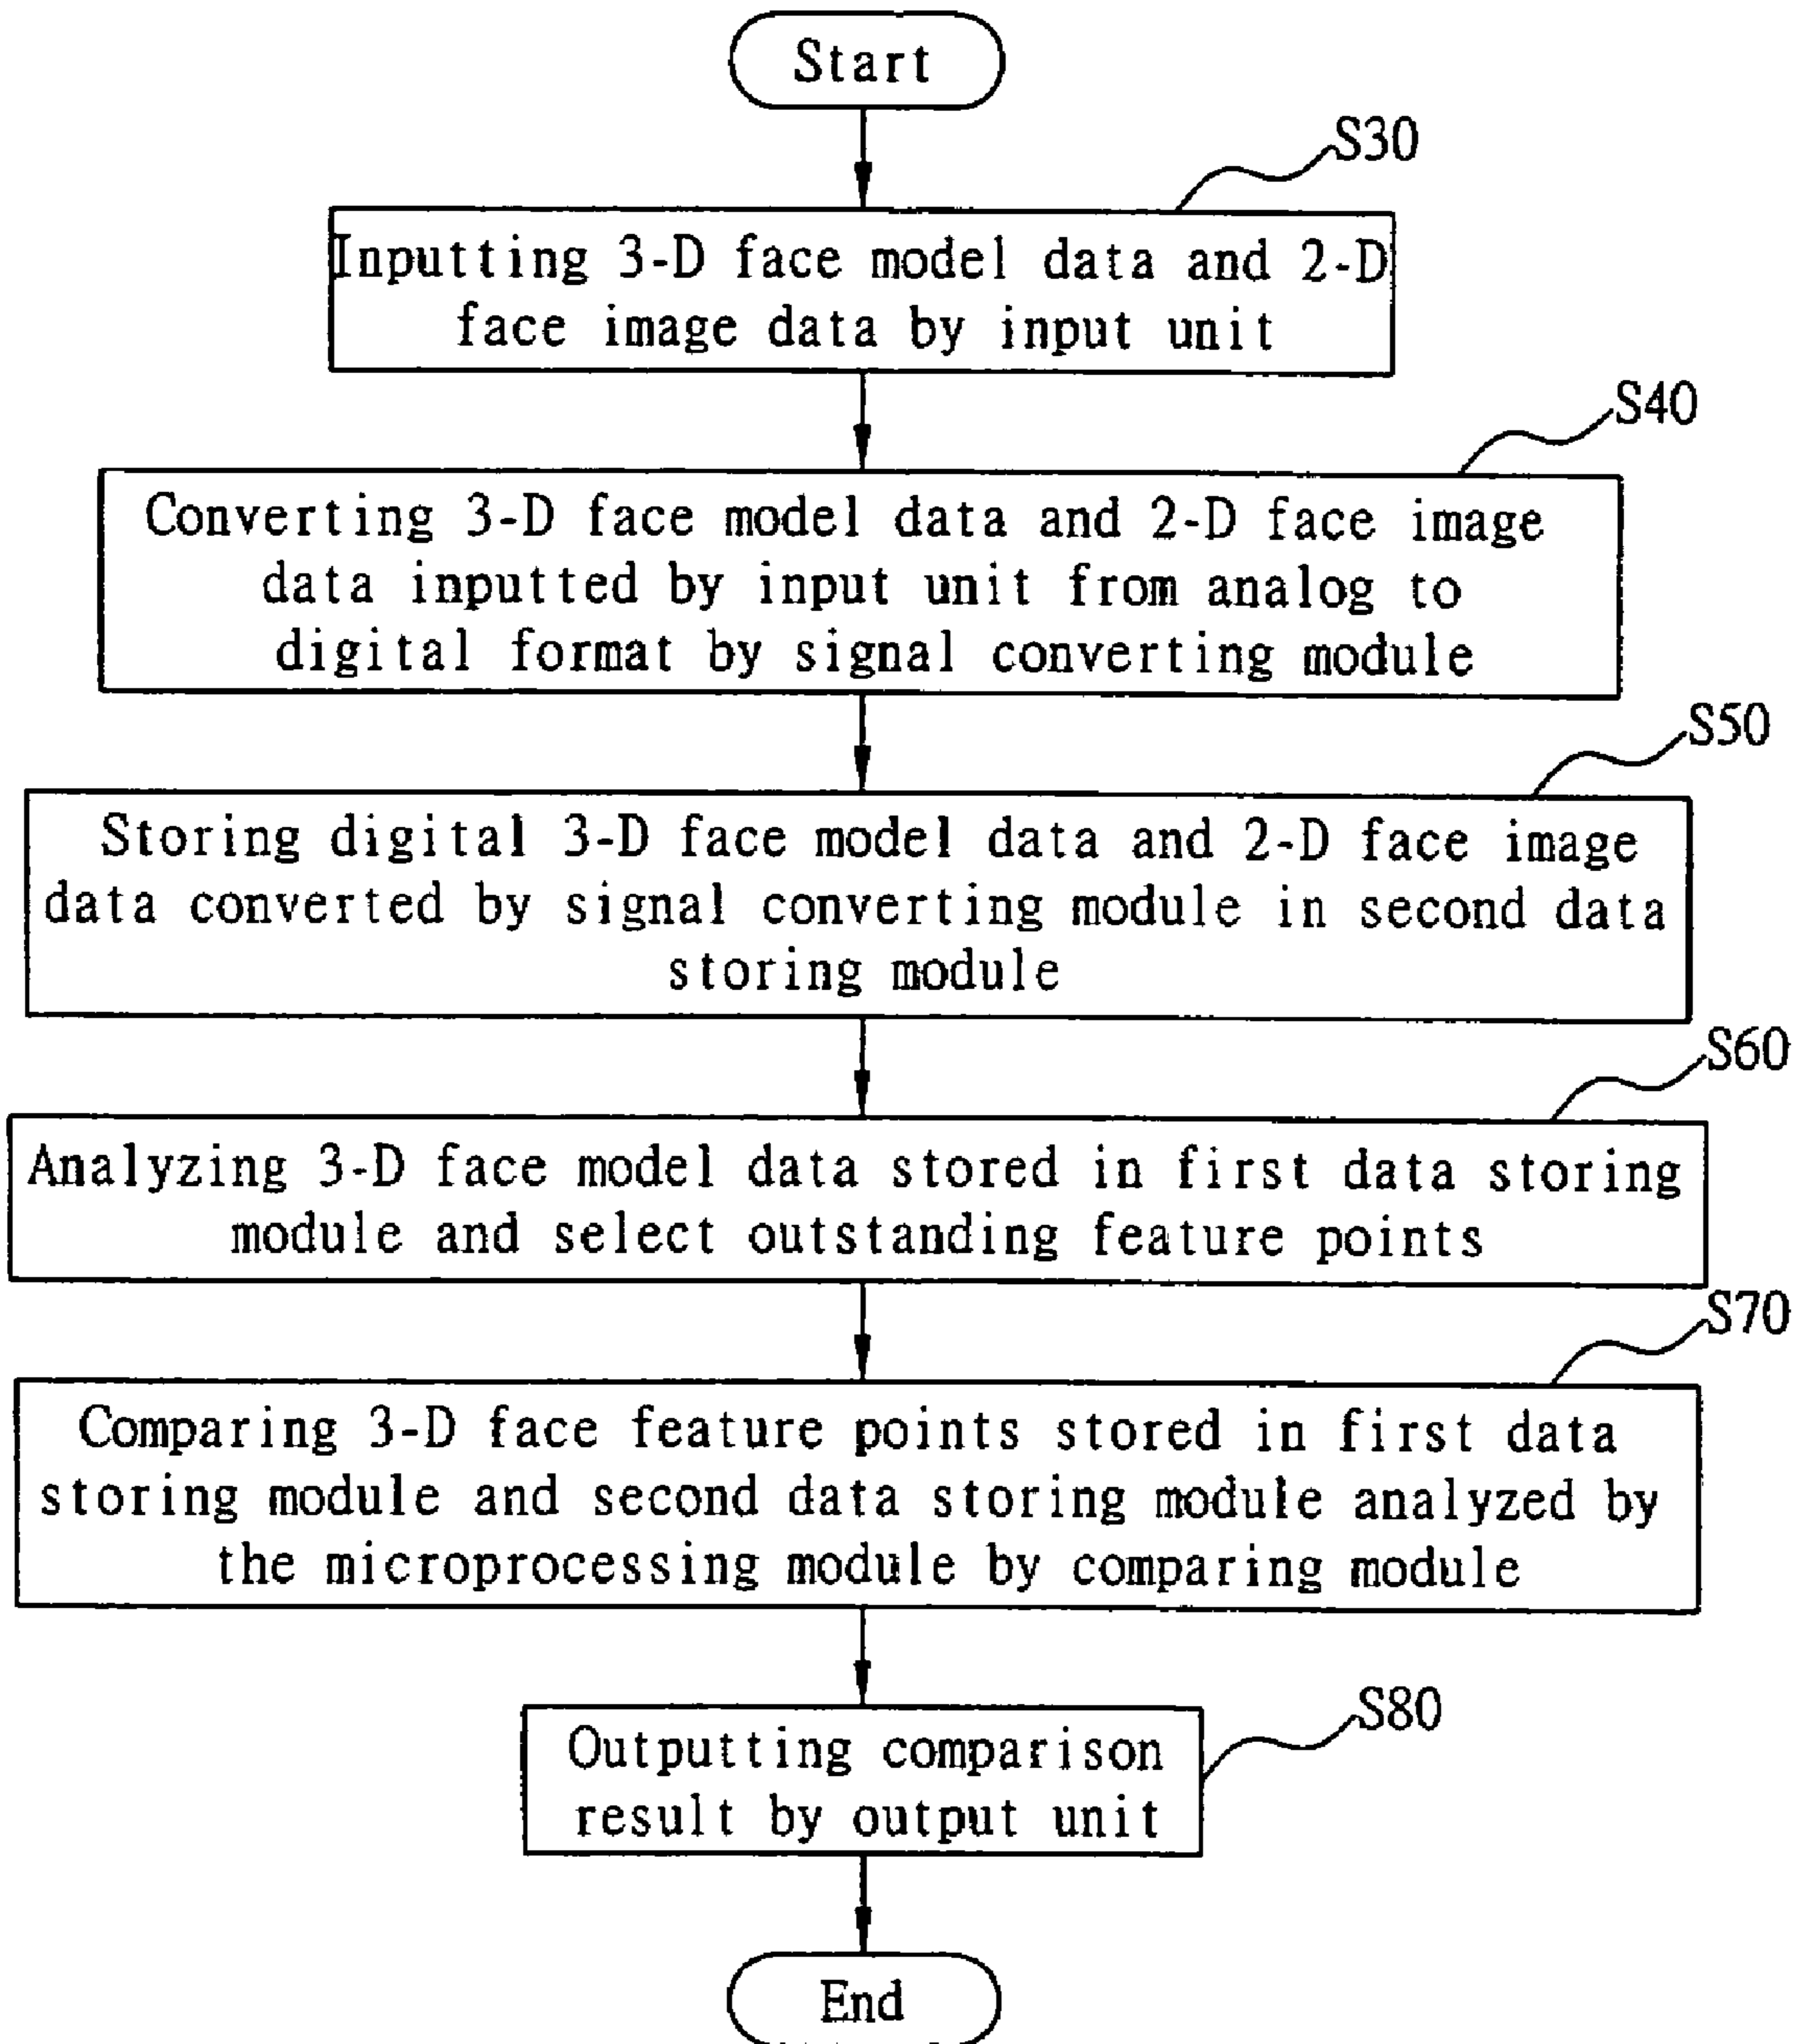 Start
S30
Inputting 3-D face model data and 2-D
face image data by input unit
S40
Converting 3-D face model data and 2-D face image
data inputted by input unit from analog to
digital format by signal converting module
S50
Storing digital 3-D face model data and 2-D face image
data converted by signal converting module in second data
storing module
S60
Analyzing 3-D face model data stored in first data storing
module and select outstanding feature points
S70
Comparing 3-D face feature points stored in first data
storing module and second data storing module analyzed by
the microprocessing module by comparing module
S80
Outputting comparison
result by output unit
End